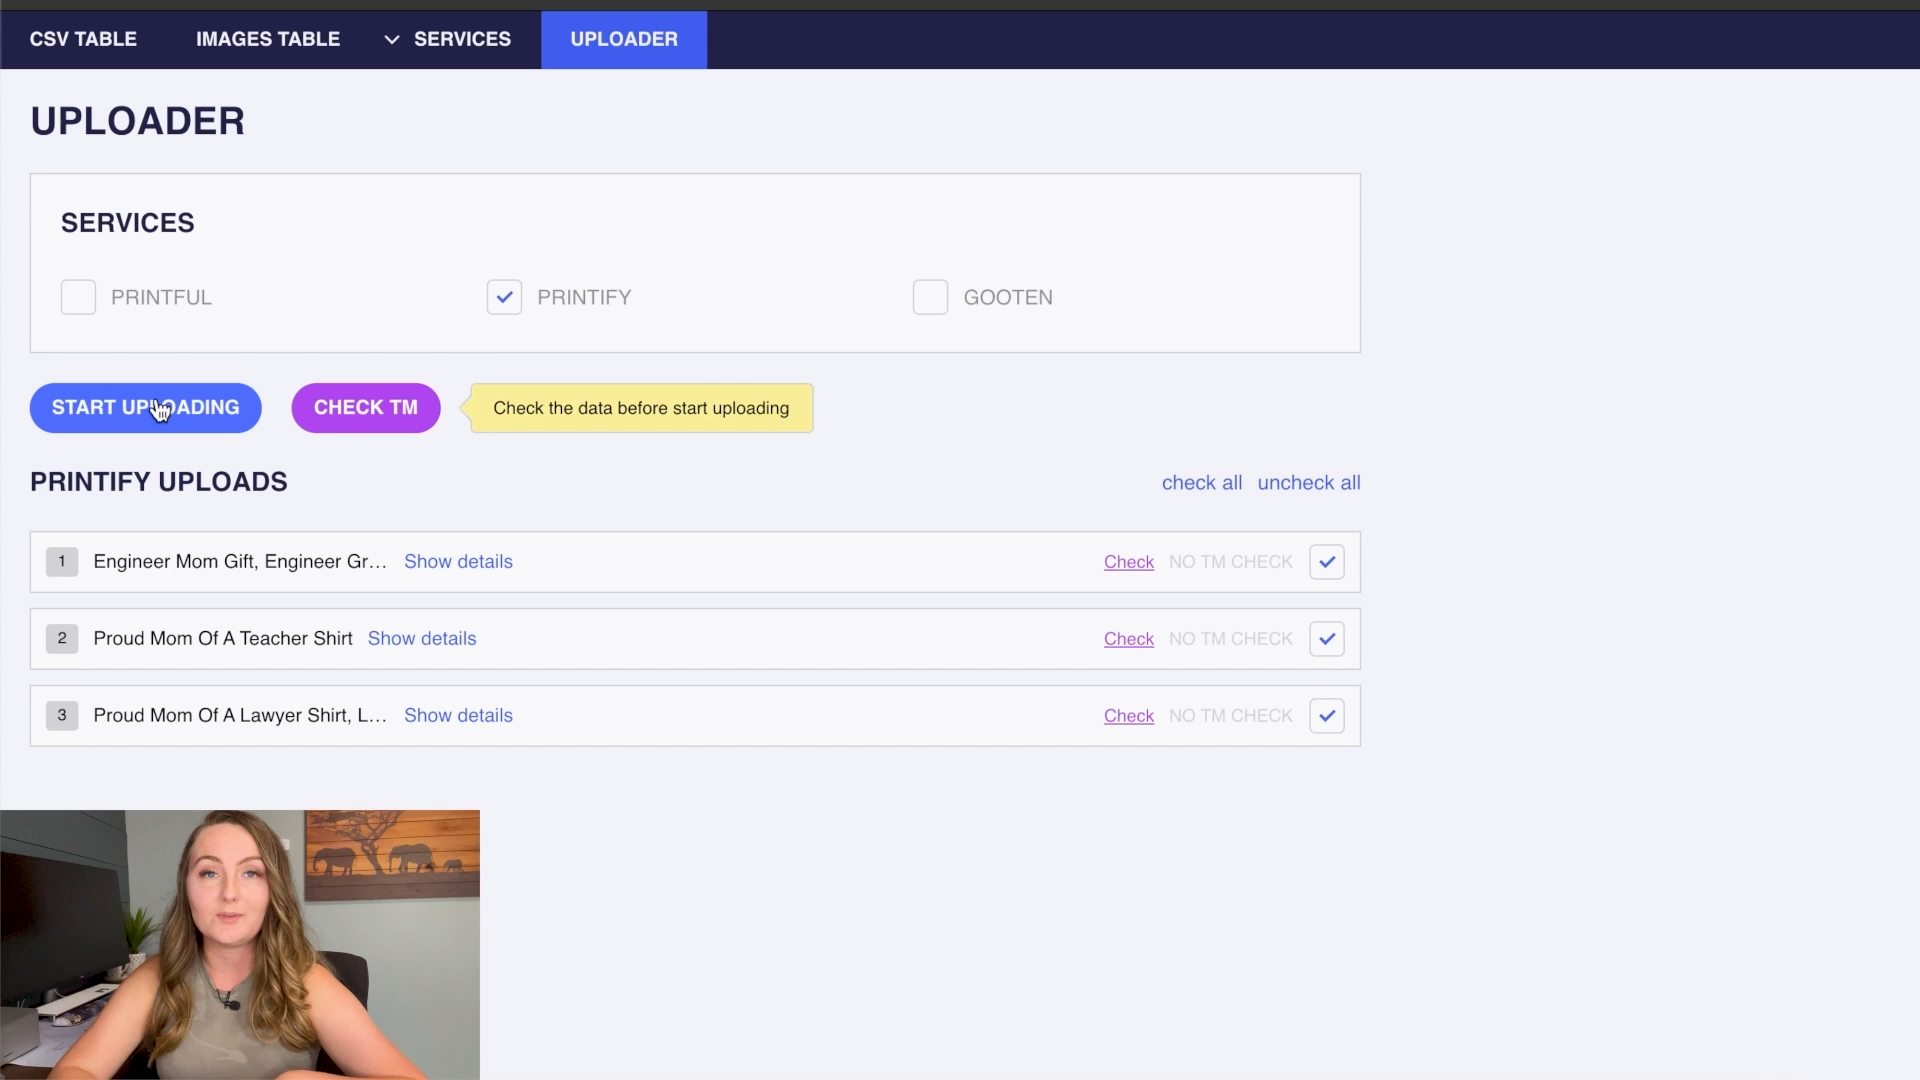 CSV TABLE IMAGES TABLE SERVICES UPLOADER
UPLOADER
SERVICES
PRINTFUL PRINTIFY GOOTEN
START UPLOADING CHECK TM Check the data before start uploading
PRINTIFY UPLOADS check all uncheck all
1 Engineer Mom Gift, Engineer Gr... Show details Check NO TM CHECK
2 Proud Mom Of A Teacher Shirt Show details Check NO TM CHECK
3 Proud Mom Of A Lawyer Shirt, L... Show details Check NO TM CHECK